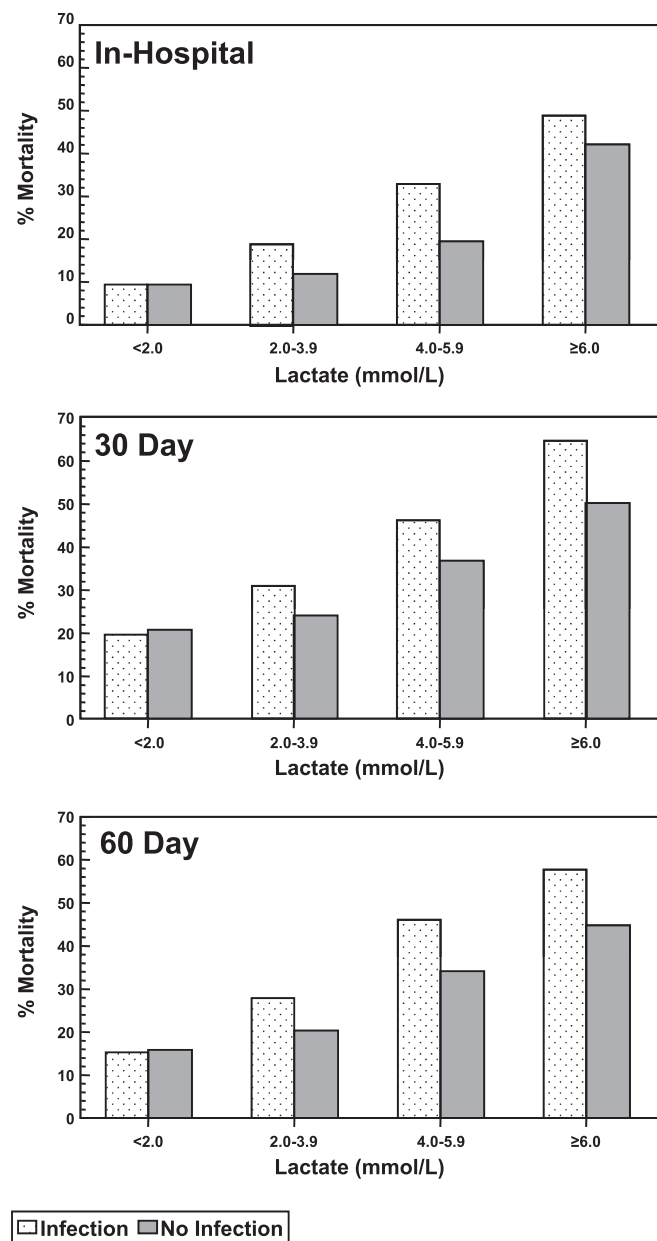 In-Hospital
70
60
50
40
30
20
10
0
% Mortality
<2.0 2.0-3.9 4.0-5.9 ≥6.0
Lactate (mmol/L)
30 Day
70
60
50
40
30
20
10
0
% Mortality
<2.0 2.0-3.9 4.0-5.9 ≥6.0
Lactate (mmol/L)
60 Day
70
60
50
40
30
20
10
0
% Mortality
<2.0 2.0-3.9 4.0-5.9 ≥6.0
Lactate (mmol/L)
Infection No Infection